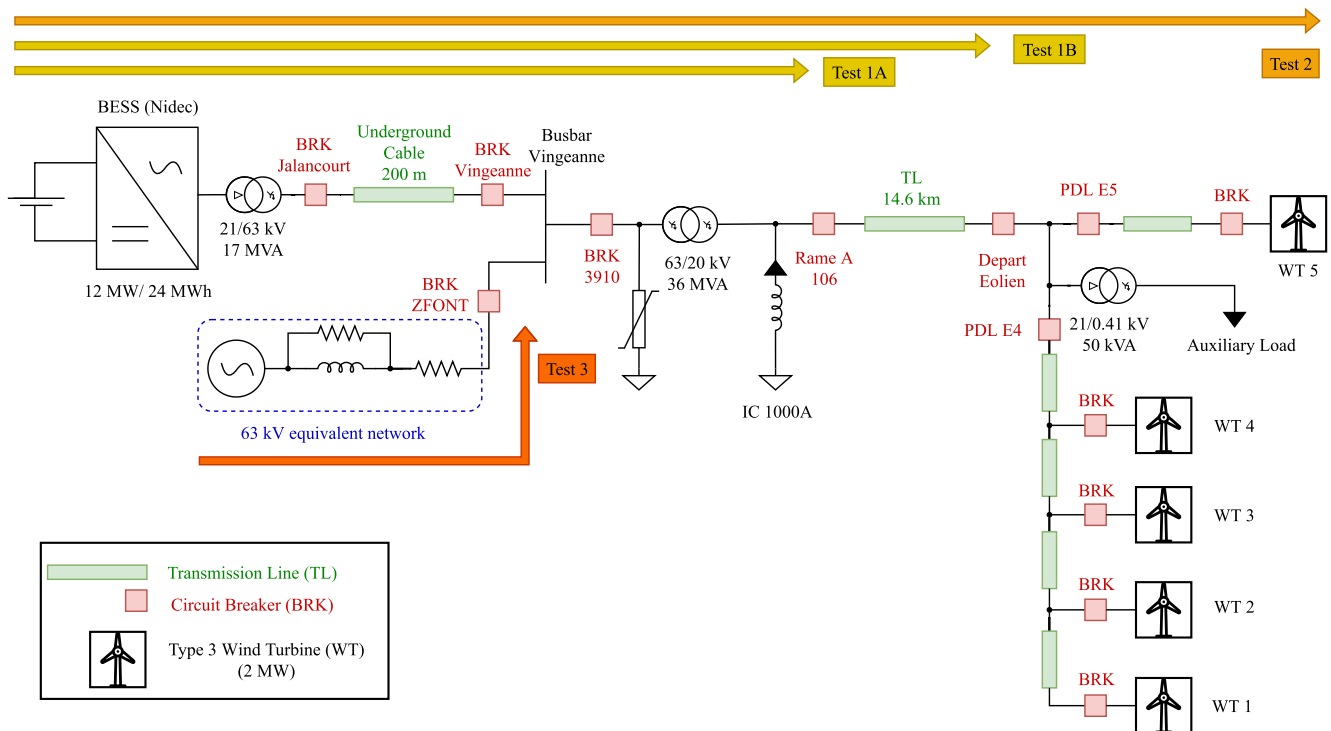 Test 1B
Test 2
Test 1A
BESS (Nidec)
Underground
Cable
200 m
BRK
Jalancourt
BRK
Vingeanne
Busbar
Vingeanne
21/63 kV
17 MVA
12 MW/ 24 MWh
BRK
ZFONT
BRK
3910
63/20 kV
36 MVA
Rame A
106
TL
14.6 km
Depart
Eolien
PDL E5
BRK
WT 5
PDL E4
21/0.41 kV
50 kVA
Auxiliary Load
Test 3
63 kV equivalent network
IC 1000A
BRK
WT 4
BRK
WT 3
BRK
WT 2
BRK
WT 1
Transmission Line (TL)
Circuit Breaker (BRK)
Type 3 Wind Turbine (WT)
(2 MW)